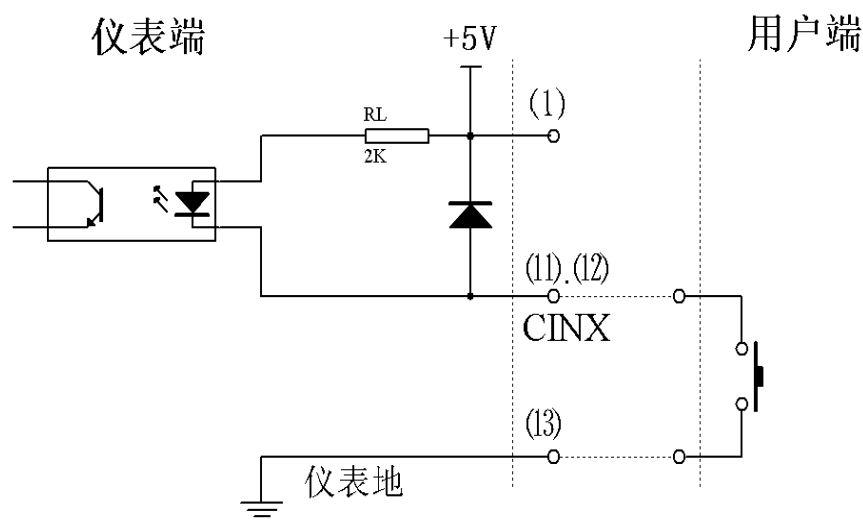 仪表端
+5V
用户端
(1)
RL
2K
(11).(12)
CINX
(13)
仪表地